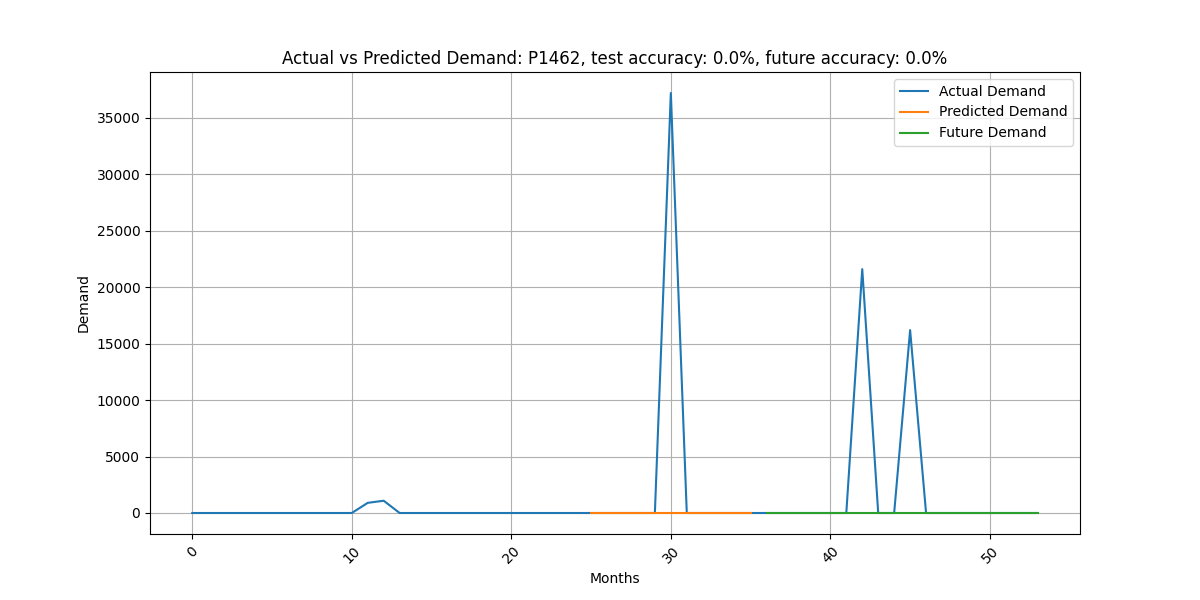 Actual vs Predicted Demand: P1462, test accuracy: 0.0%, future accuracy: 0.0%
Actual Demand
Predicted Demand
Future Demand
35000
30000
25000
20000
15000
10000
5000
0
Demand
0
10
20
30
40
50
Months